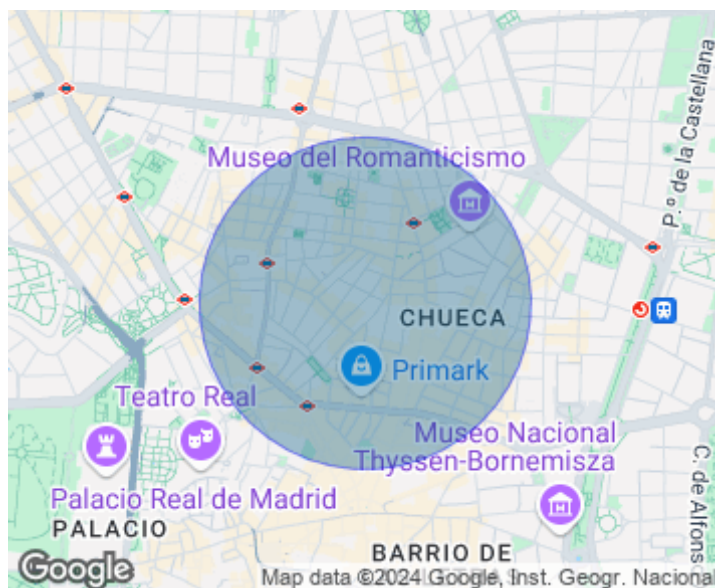 Museo del Romanticismo
P.º de la Castellana
CHUECA
Primark
Teatro Real
Museo Nacional
Thyssen-Bornemisza
Palacio Real de Madrid
PALACIO
BARRIO DE
C. de Alfons
Google
Map data ©2024 Google, Inst. Geogr. Nacional